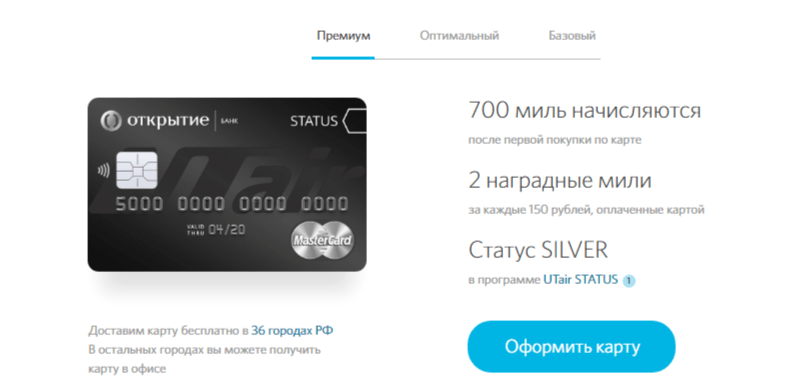 Премиум Оптимальный Базовый
открытие БАНК STATUS
UTair
5000 0000 0000 0000
VALID THRU 04/20
MasterCard
Доставим карту бесплатно в 36 городах РФ
В остальных городах вы можете получить
карту в офисе
700 миль начисляются
после первой покупки по карте
2 наградные мили
за каждые 150 рублей, оплаченные картой
Статус SILVER
в программе UTair STATUS 1
Оформить карту